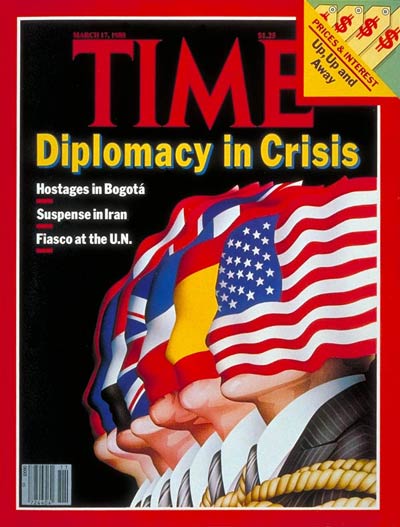 MARCH 17, 1980
$1.25
TIME
PRICES & INTEREST
Up, Up and
Away
Diplomacy in Crisis
Hostages in Bogotá
Suspense in Iran
Fiasco at the U.N.
11